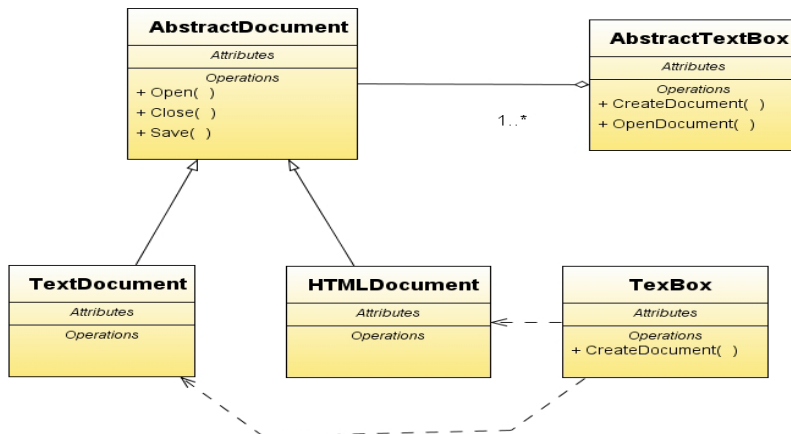 AbstractDocument
Attributes
Operations
+ Open( )
+ Close( )
+ Save( )
AbstractTextBox
Attributes
Operations
+ CreateDocument( )
+ OpenDocument( )
1..*
TextDocument
Attributes
Operations
HTMLDocument
Attributes
Operations
TexBox
Attributes
Operations
+ CreateDocument( )